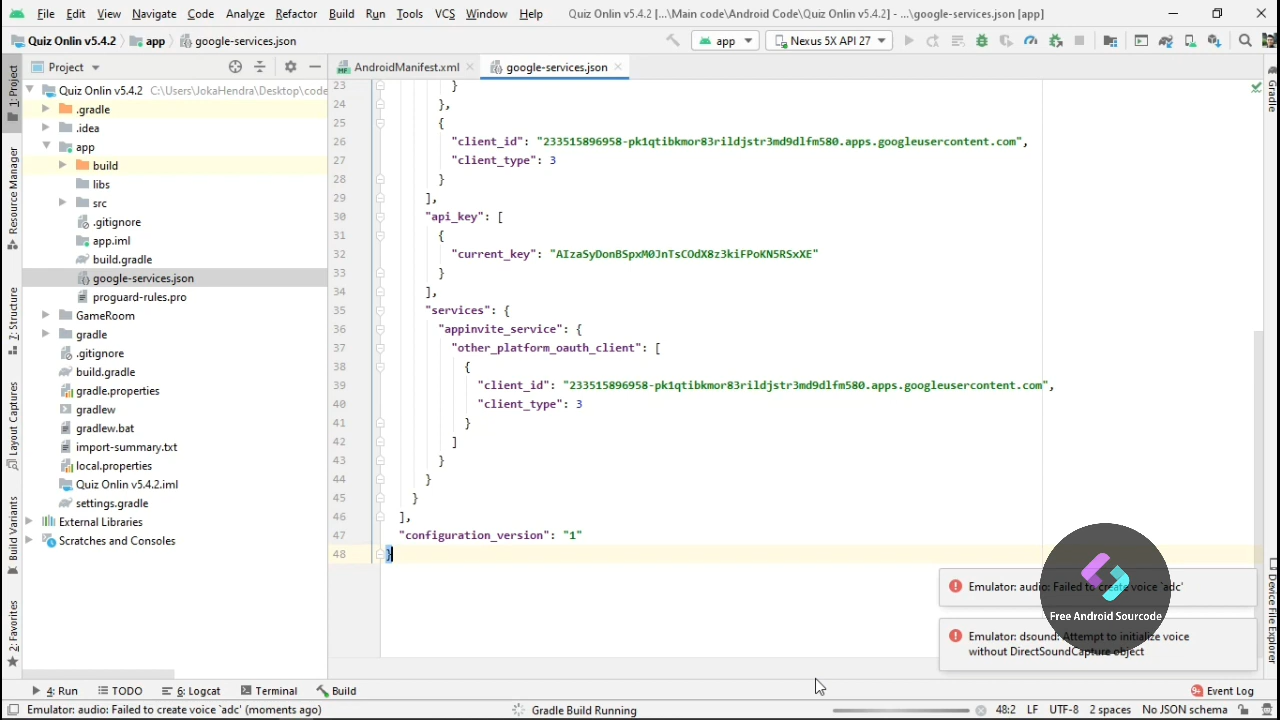 File Edit View Navigate Code Analyze Refactor Build Run Tools VCS Window Help Quiz Onlin v5.4.2 [...\Main code\Android Code\Quiz Onlin v5.4.2] - ...\google-services.json [app]
Quiz Onlin v5.4.2 app google-services.json app Nexus 5X API 27
1: Project
Resource Manager
7: Structure
Layout Captures
Build Variants
2: Favorites
Project
Quiz Onlin v5.4.2 C:\Users\JokaHendra\Desktop\code
.gradle
.idea
app
build
libs
src
.gitignore
app.iml
build.gradle
google-services.json
proguard-rules.pro
GameRoom
gradle
.gitignore
build.gradle
gradle.properties
gradlew
gradlew.bat
import-summary.txt
local.properties
Quiz Onlin v5.4.2.iml
settings.gradle
External Libraries
Scratches and Consoles
AndroidManifest.xml google-services.json
23 }
24 },
25 {
26 "client_id": "233515896958-pk1qtibkmor83rildjstr3md9dlfm580.apps.googleusercontent.com",
27 "client_type": 3
28 }
29 ],
30 "api_key": [
31 {
32 "current_key": "AIzaSyDonBSpxM0JnTsCOdX8z3kiFPoKN5RSxXE"
33 }
34 ],
35 "services": {
36 "appinvite_service": {
37 "other_platform_oauth_client": [
38 {
39 "client_id": "233515896958-pk1qtibkmor83rildjstr3md9dlfm580.apps.googleusercontent.com",
40 "client_type": 3
41 }
42 ]
43 }
44 }
45 }
46 ],
47 "configuration_version": "1"
48 }
Gradle
Device File Explorer
Emulator: audio: Failed to create voice `adc'
Free Android Sourcode
Emulator: dsound: Attempt to initialize voice
without DirectSoundCapture object
4: Run TODO 6: Logcat Terminal Build 9+ Event Log
Emulator: audio: Failed to create voice `adc' (moments ago) Gradle Build Running 48:2 LF UTF-8 2 spaces No JSON schema